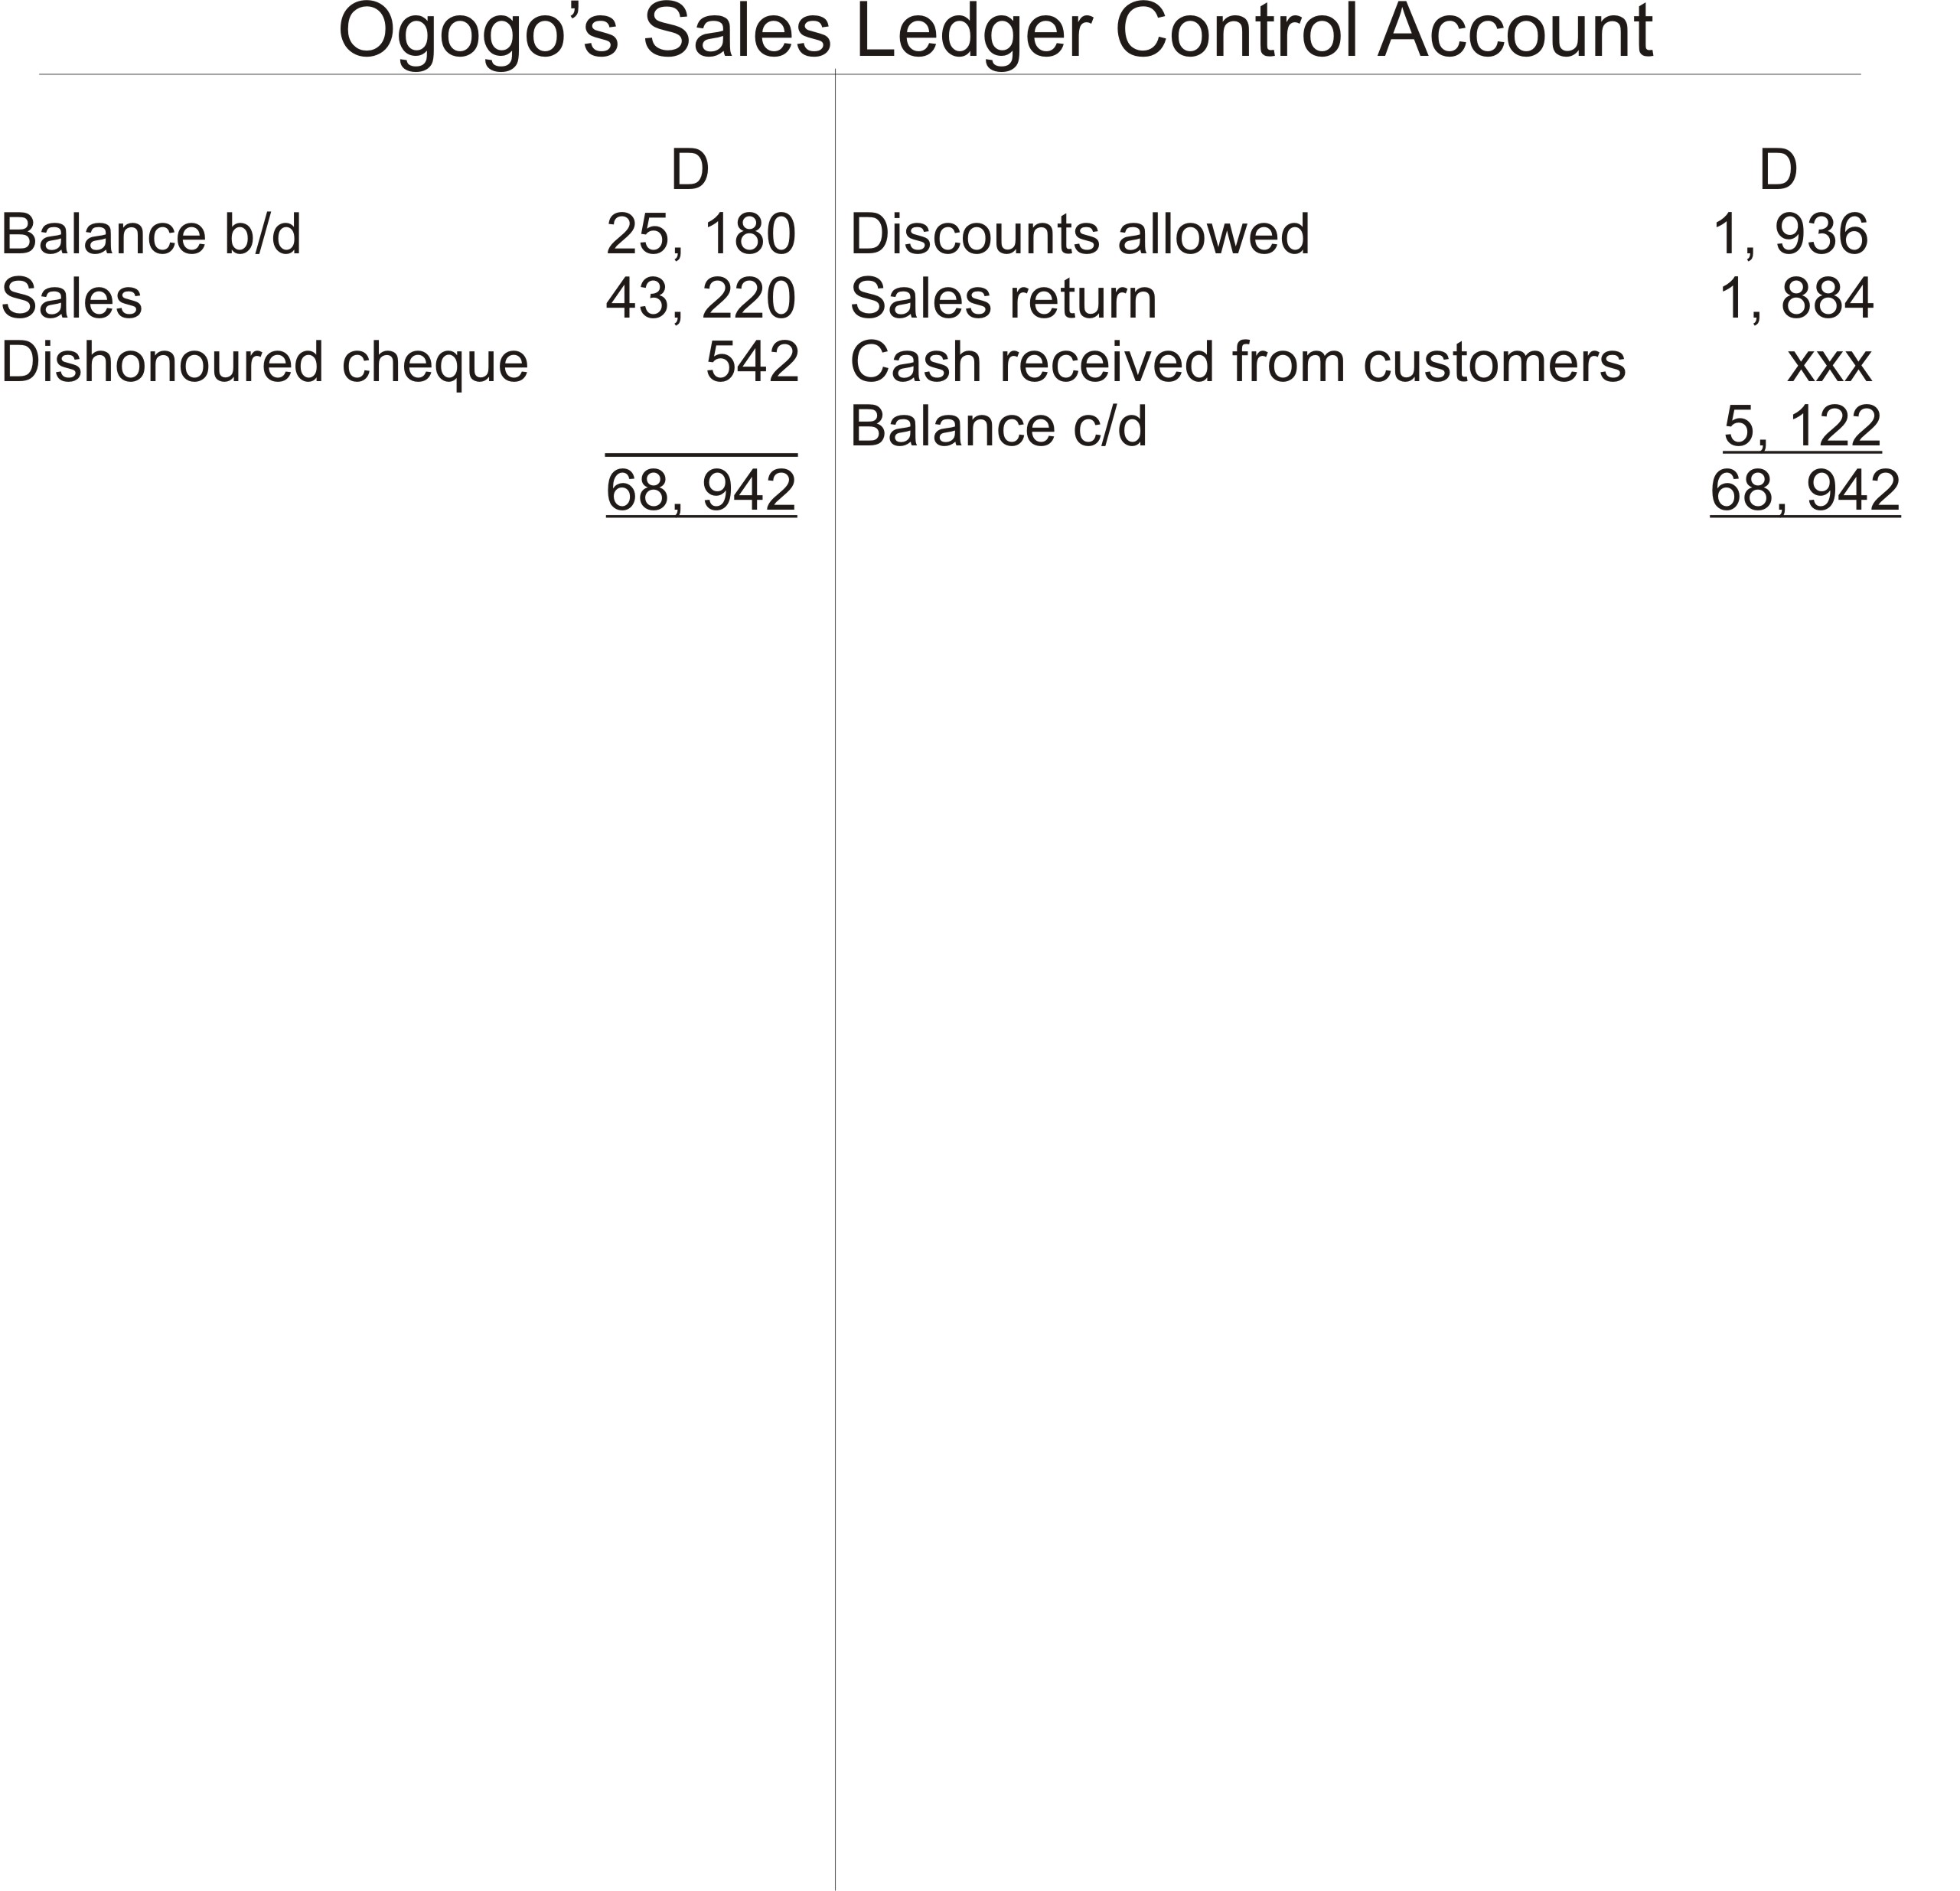 Ogogo's Sales Ledger Control Account
D D
Balance b/d 25, 180 Discounts allowed 1, 936
Sales 43, 220 Sales return 1, 884
Dishonoured cheque 542 Cash received from customers xxx
Balance c/d 5, 122
68, 942 68, 942